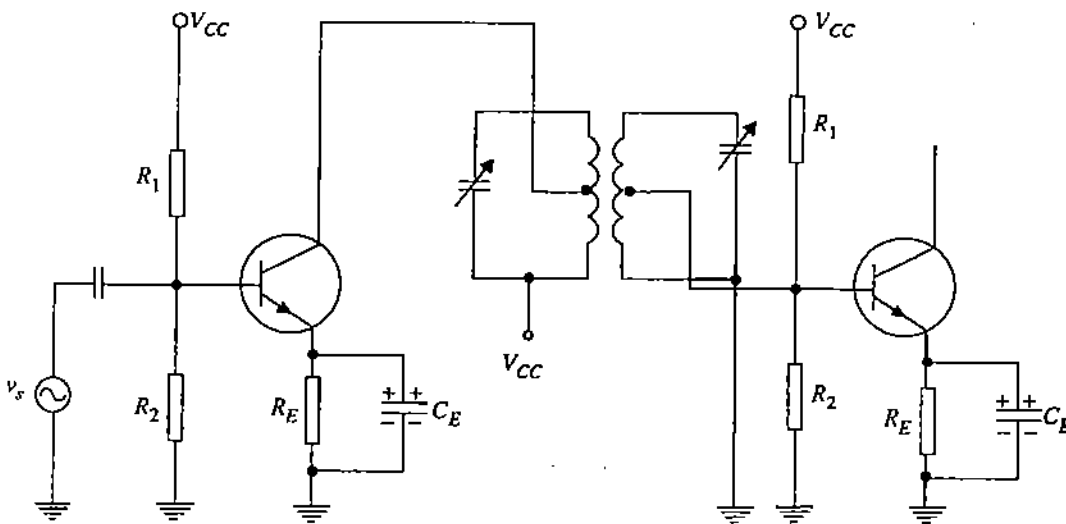 V_CC
V_CC
R_1
R_1
V_CC
v_s
R_2
R_E
+ +
− −
C_E
R_2
R_E
+ +
− −
C_E